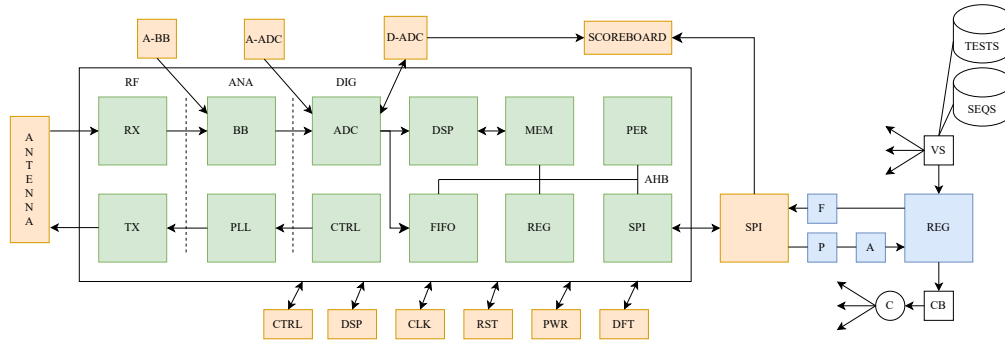 A-BB
A-ADC
D-ADC
SCOREBOARD
TESTS
SEQS
RF
ANA
DIG
RX
BB
ADC
DSP
MEM
PER
VS
ANTENNA
AHB
TX
PLL
CTRL
FIFO
REG
SPI
SPI
F
P
A
REG
CTRL
DSP
CLK
RST
PWR
DFT
C
CB